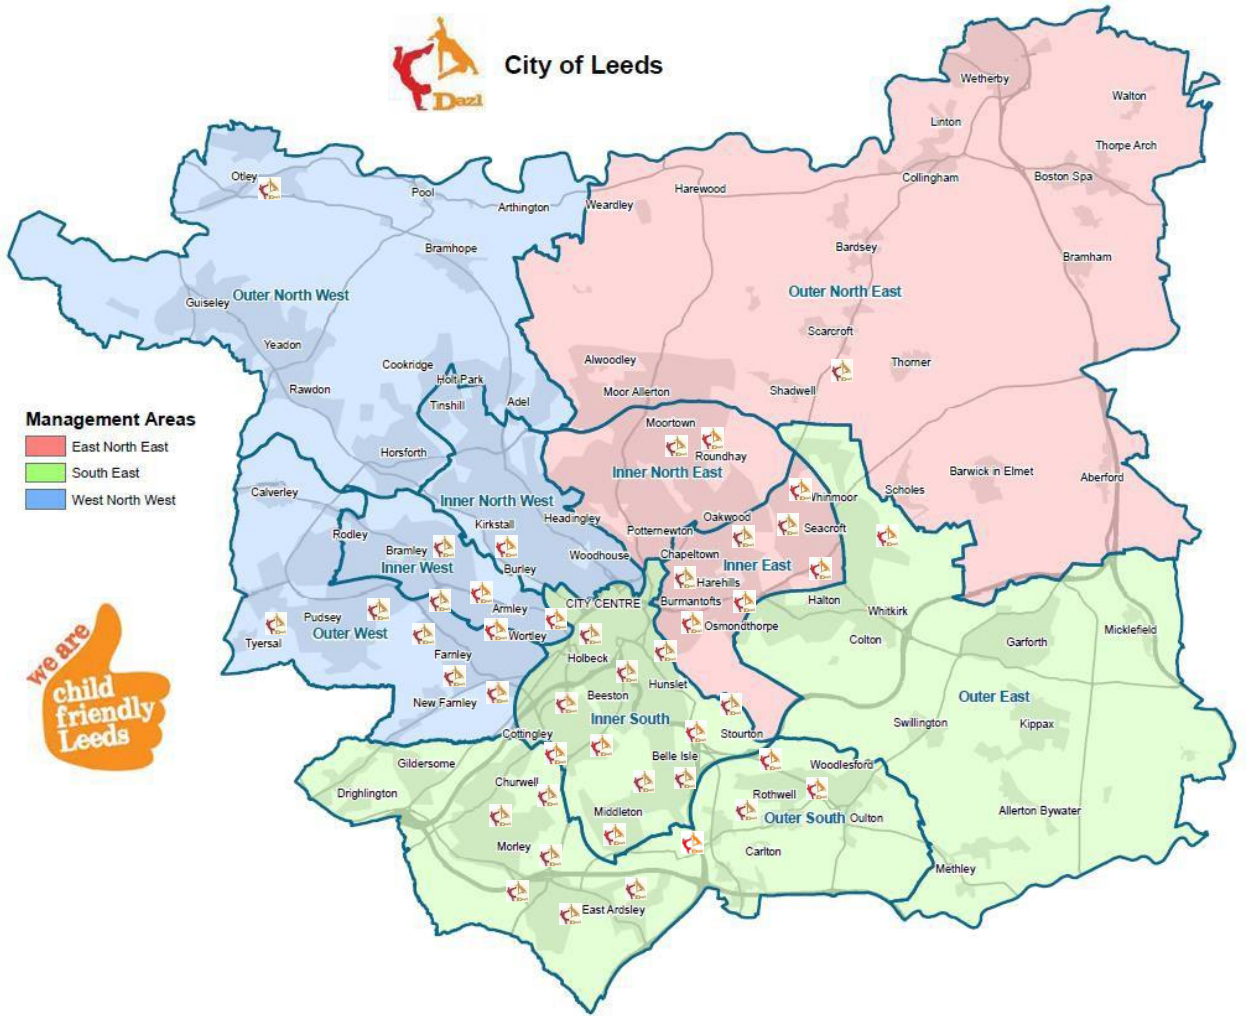 Dazl
City of Leeds
Wetherby
Walton
Linton
Thorpe Arch
Otley
Pool
Arthington
Weardley
Harewood
Collingham
Boston Spa
Bramhope
Bardsey
Bramham
Guiseley
Outer North West
Outer North East
Yeadon
Scarcroft
Cookridge
Alwoodley
Thorner
Rawdon
Holt Park
Tinshill
Adel
Moor Allerton
Shadwell
Management Areas
East North East
South East
West North West
Moortown
Roundhay
Horsforth
Inner North East
Barwick in Elmet
Aberford
Calverley
Inner North West
Whinmoor
Scholes
Kirkstall
Headingley
Oakwood
Seacroft
Rodley
Potternewton
Bramley
Inner West
Burley
Woodhouse
Chapeltown
Inner East
Harehills
Armley
CITY CENTRE
Burmantofts
Halton
Whitkirk
Pudsey
Outer West
Wortley
Osmondthorpe
Colton
Garforth
Micklefield
Tyersal
Farnley
Holbeck
Hunslet
New Farnley
Beeston
Inner South
Outer East
Swillington
Kippax
Cottingley
Stourton
Gildersome
Belle Isle
Woodlesford
Drighlington
Churwell
Rothwell
Middleton
Outer South
Oulton
Allerton Bywater
Morley
Carlton
Methley
East Ardsley
we are
child
friendly
Leeds